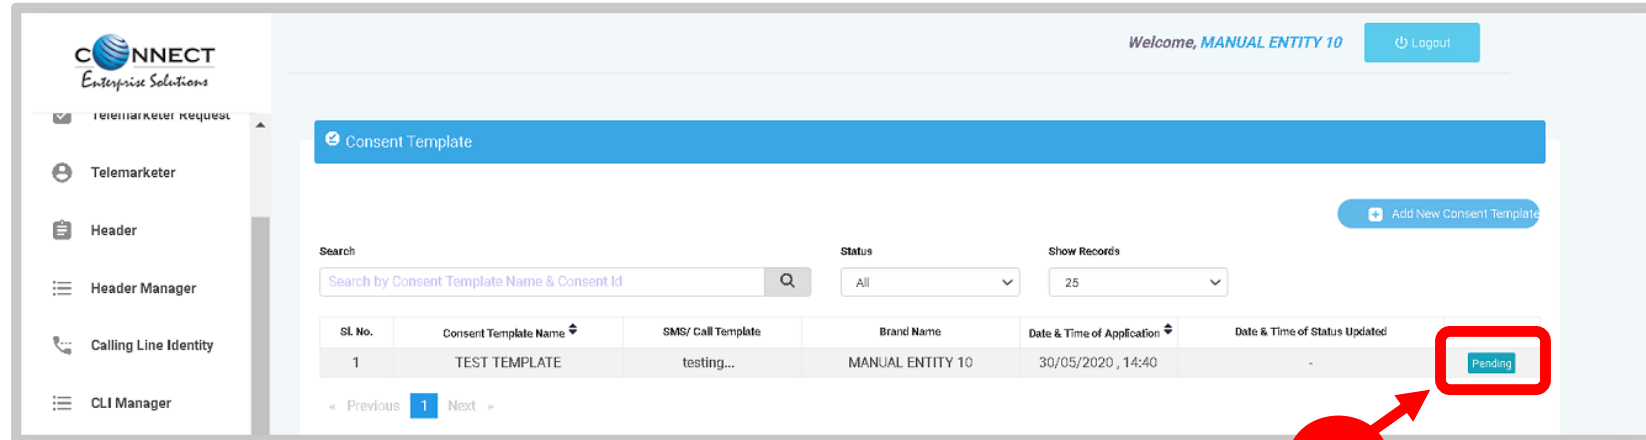 CONNECT
Enterprise Solutions
Welcome, MANUAL ENTITY 10
Logout
Telemarketer Request
Telemarketer
Header
Header Manager
Calling Line Identity
CLI Manager
Consent Template
Add New Consent Template
Search
Status
Show Records
Search by Consent Template Name & Consent Id
All
25
Sl. No. Consent Template Name SMS/ Call Template Brand Name Date & Time of Application Date & Time of Status Updated
1 TEST TEMPLATE testing... MANUAL ENTITY 10 30/05/2020 , 14:40 - Pending
« Previous 1 Next »